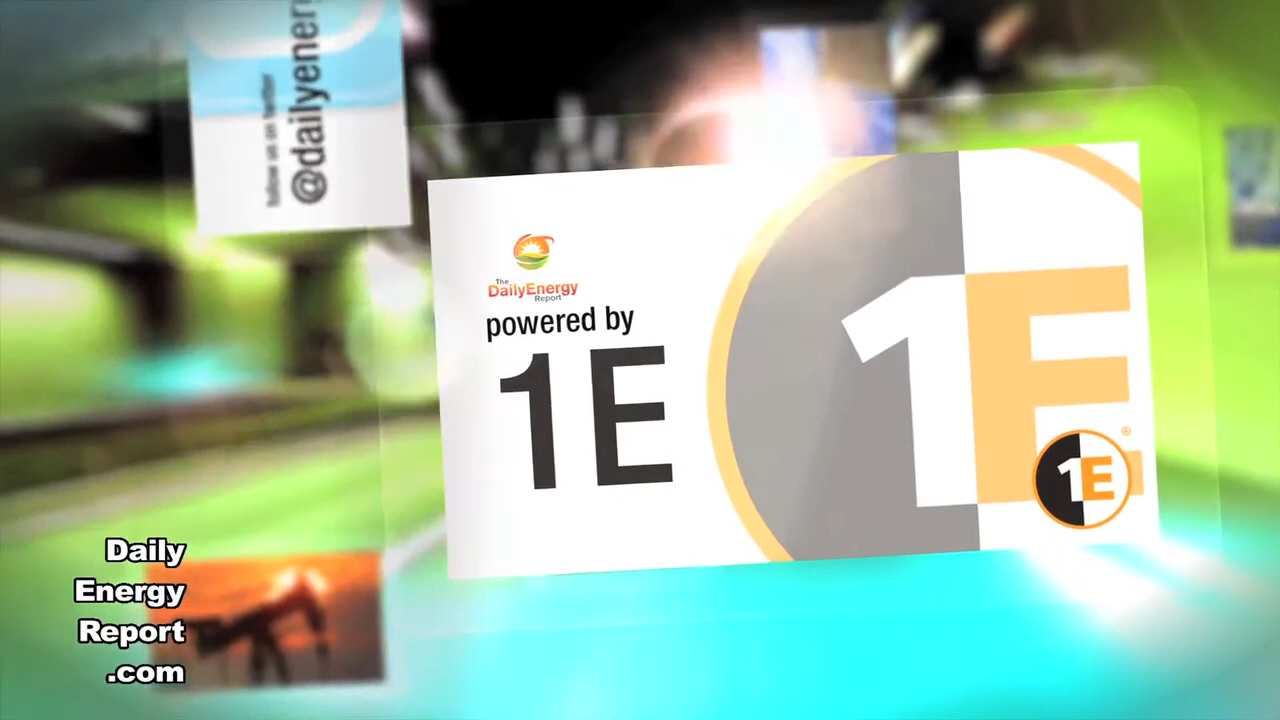 follow us on twitter
@dailyener
The
DailyEnergy
Report
powered by
1E
1E
1E
®
Daily
Energy
Report
.com